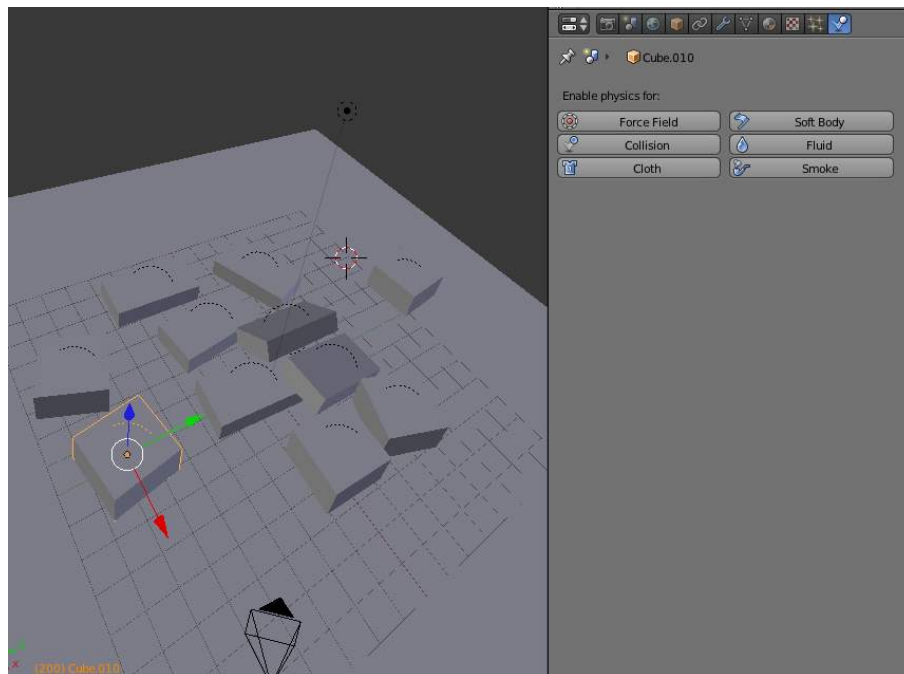 Cube.010
Enable physics for:
Force Field Soft Body
Collision Fluid
Cloth Smoke
x
(200) Cube.010